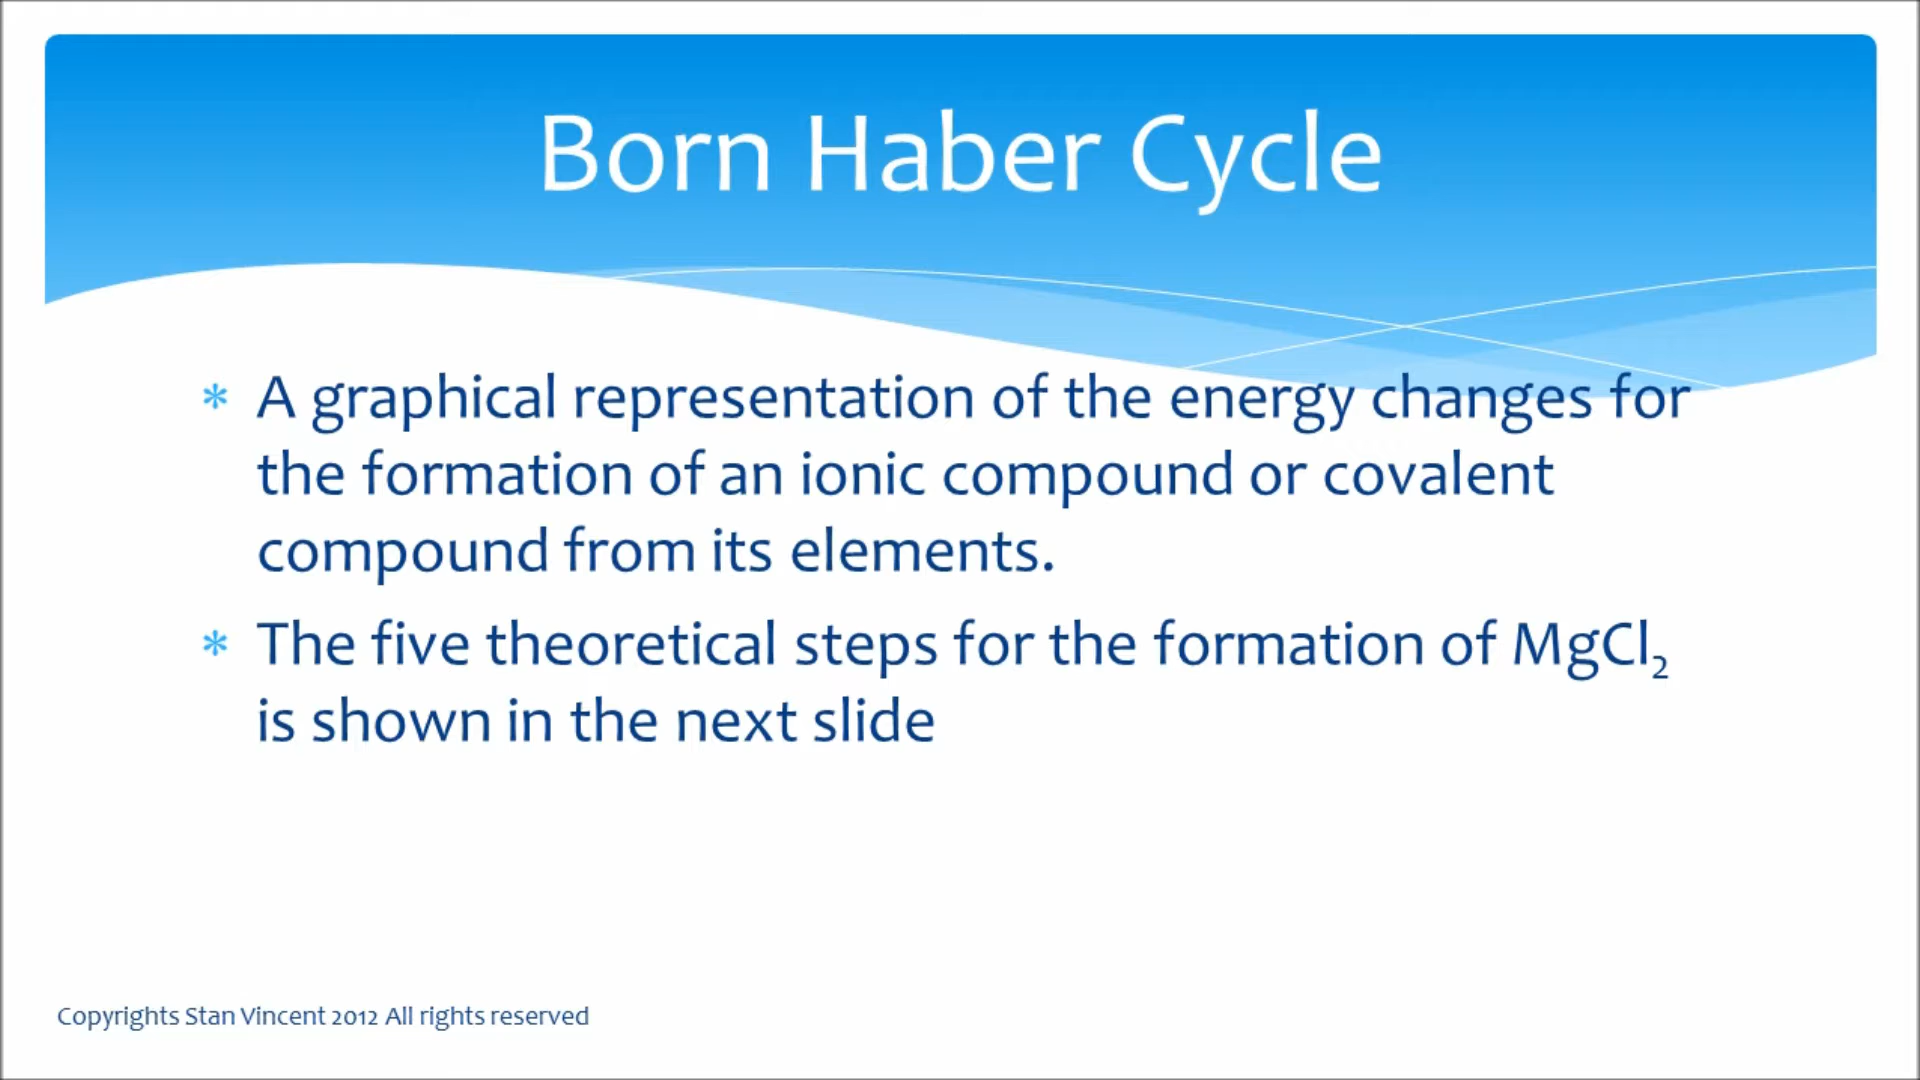 Born Haber Cycle
* A graphical representation of the energy changes for
the formation of an ionic compound or covalent
compound from its elements.
* The five theoretical steps for the formation of MgCl₂
is shown in the next slide
Copyrights Stan Vincent 2012 All rights reserved